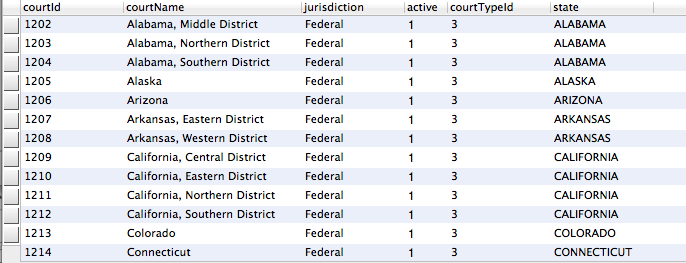 courtId courtName jurisdiction active courtTypeId state
1202 Alabama, Middle District Federal 1 3 ALABAMA
1203 Alabama, Northern District Federal 1 3 ALABAMA
1204 Alabama, Southern District Federal 1 3 ALABAMA
1205 Alaska Federal 1 3 ALASKA
1206 Arizona Federal 1 3 ARIZONA
1207 Arkansas, Eastern District Federal 1 3 ARKANSAS
1208 Arkansas, Western District Federal 1 3 ARKANSAS
1209 California, Central District Federal 1 3 CALIFORNIA
1210 California, Eastern District Federal 1 3 CALIFORNIA
1211 California, Northern District Federal 1 3 CALIFORNIA
1212 California, Southern District Federal 1 3 CALIFORNIA
1213 Colorado Federal 1 3 COLORADO
1214 Connecticut Federal 1 3 CONNECTICUT